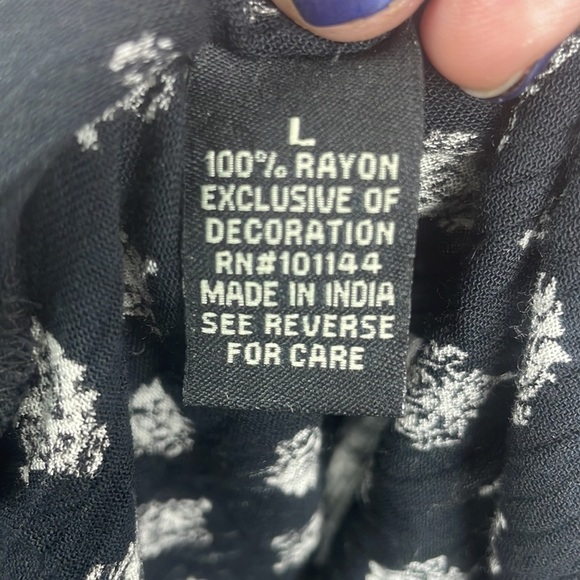 L
100% RAYON
EXCLUSIVE OF
DECORATION
RN#101144
MADE IN INDIA
SEE REVERSE
FOR CARE